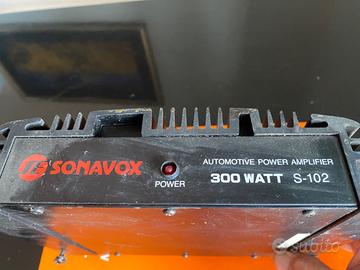 SONAVOX
POWER
AUTOMOTIVE POWER AMPLIFIER
300 WATT S-102
subito